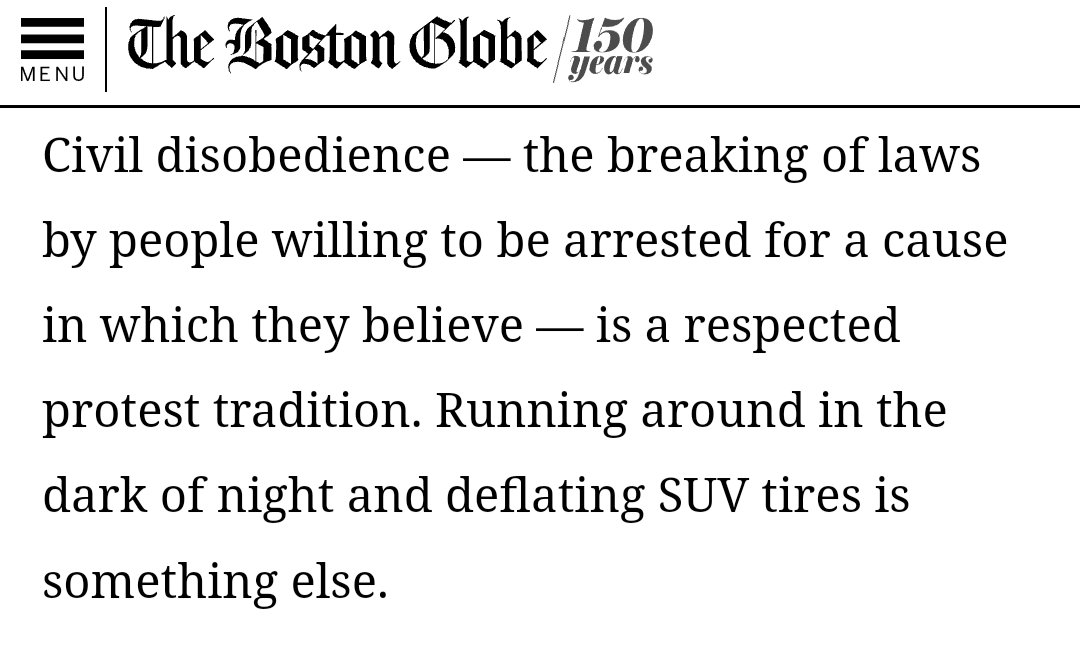 MENU
The Boston Globe
150
years
Civil disobedience — the breaking of laws
by people willing to be arrested for a cause
in which they believe — is a respected
protest tradition. Running around in the
dark of night and deflating SUV tires is
something else.